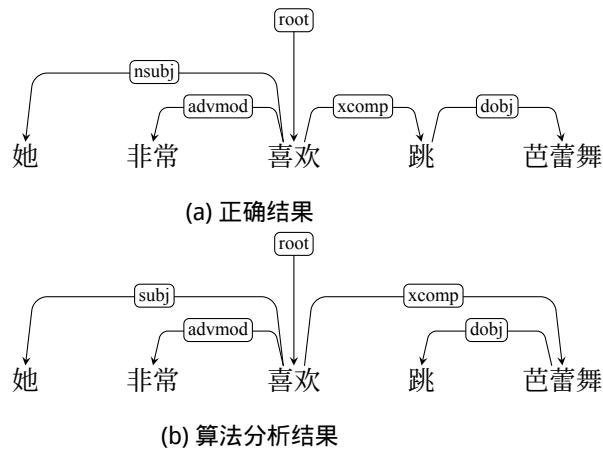 root
nsubj
advmod xcomp dobj
她 非常 喜欢 跳 芭蕾舞
(a) 正确结果
root
subj xcomp
advmod dobj
她 非常 喜欢 跳 芭蕾舞
(b) 算法分析结果